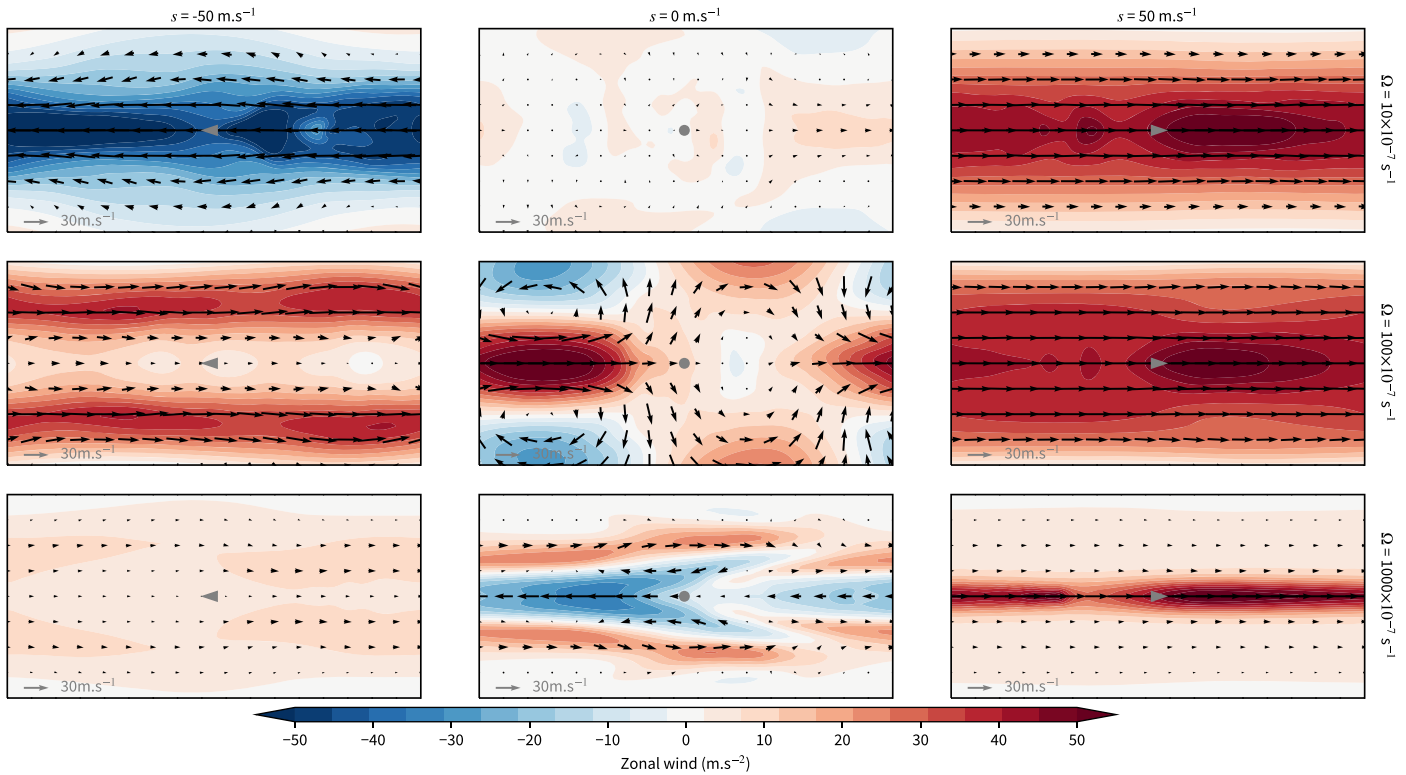 s = -50 m.s⁻¹
s = 0 m.s⁻¹
s = 50 m.s⁻¹
30m.s⁻¹
30m.s⁻¹
30m.s⁻¹
Ω = 10×10⁻⁷ s⁻¹
30m.s⁻¹
30m.s⁻¹
30m.s⁻¹
Ω = 100×10⁻⁷ s⁻¹
30m.s⁻¹
30m.s⁻¹
30m.s⁻¹
Ω = 1000×10⁻⁷ s⁻¹
−50 −40 −30 −20 −10 0 10 20 30 40 50
Zonal wind (m.s⁻²)